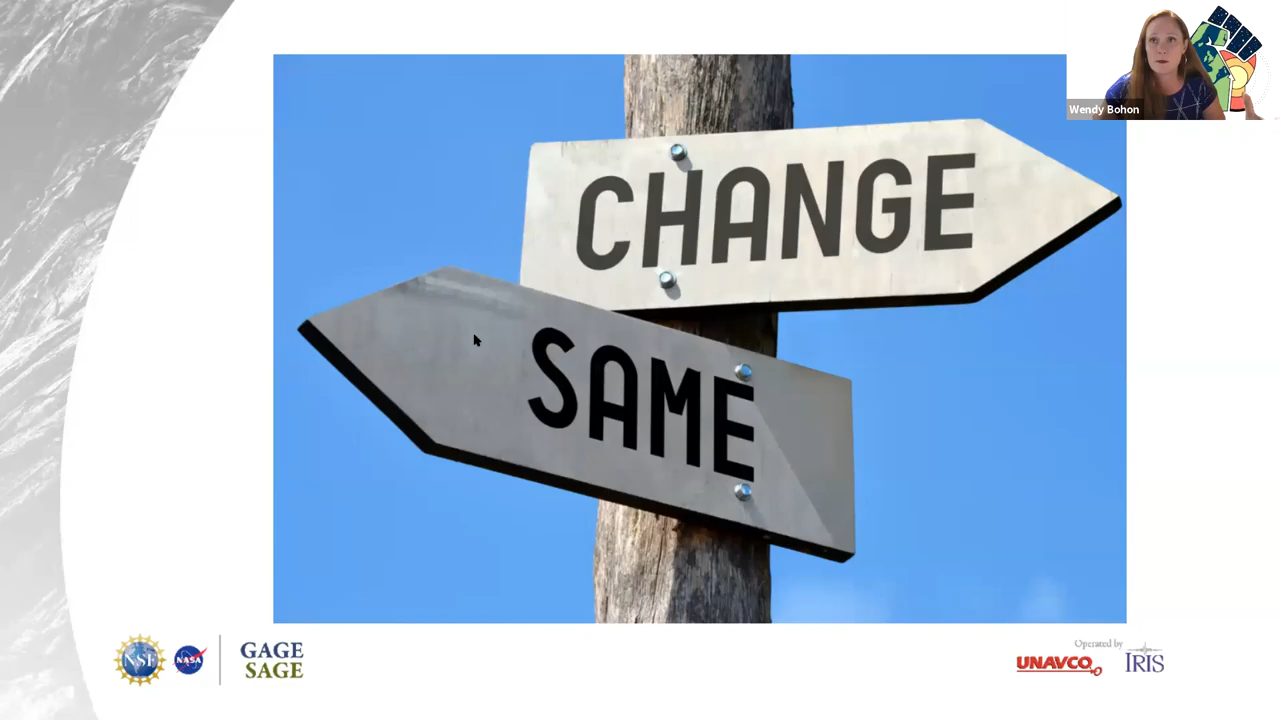 Wendy Bohon
CHANGE
SAME
NSF
NASA
GAGE
SAGE
Operated by
UNAVCO
IRIS